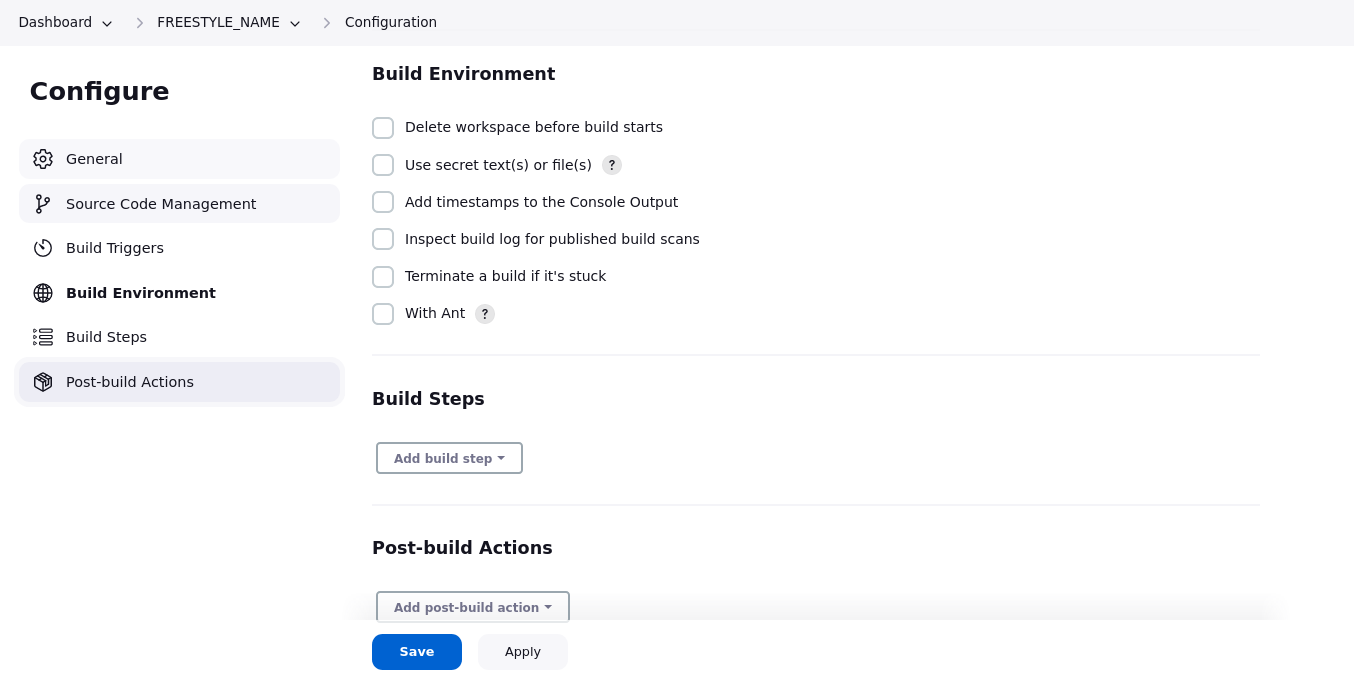 Dashboard
FREESTYLE_NAME
Configuration
Configure
General
Source Code Management
Build Triggers
Build Environment
Build Steps
Post-build Actions
Build Environment
Delete workspace before build starts
Use secret text(s) or file(s) ?
Add timestamps to the Console Output
Inspect build log for published build scans
Terminate a build if it's stuck
With Ant ?
Build Steps
Add build step
Post-build Actions
Add post-build action
Save
Apply